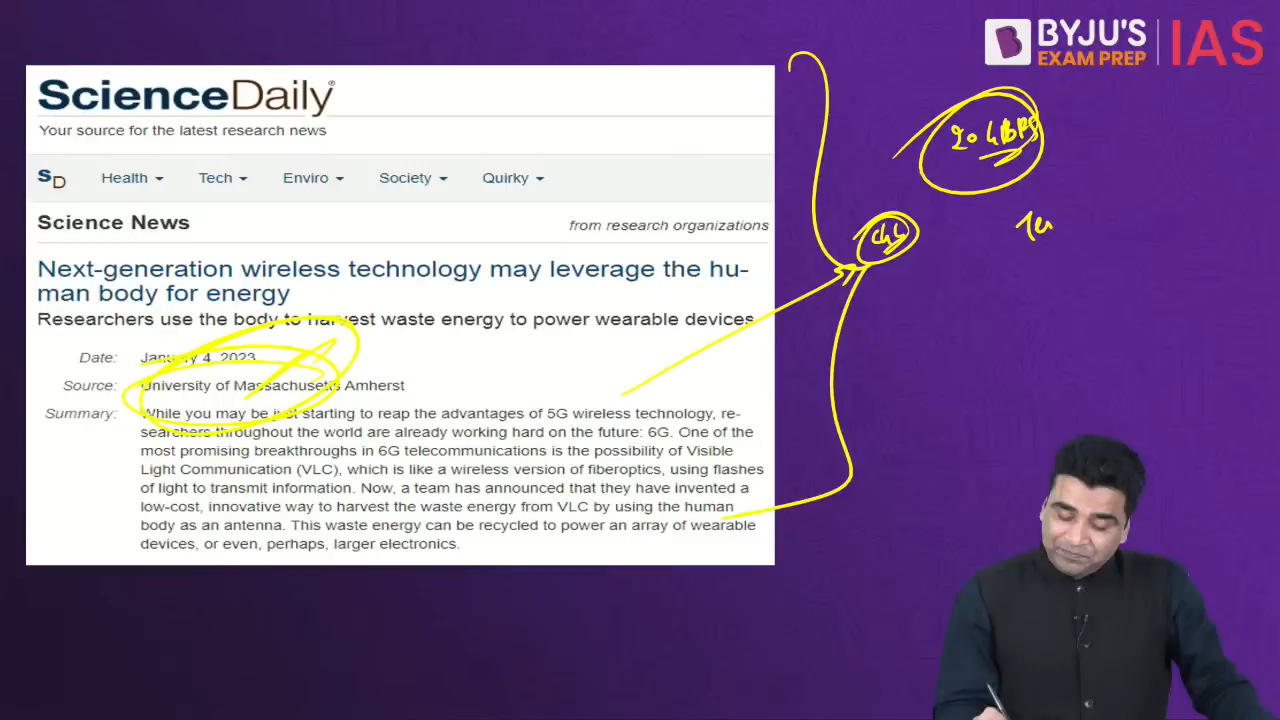 BYJU'S
EXAM PREP
IAS
ScienceDaily®
Your source for the latest research news
SD
Health
Tech
Enviro
Society
Quirky
Science News
from research organizations
Next-generation wireless technology may leverage the hu-
man body for energy
Researchers use the body to harvest waste energy to power wearable devices
Date: January 4, 2023
Source: University of Massachusetts Amherst
Summary: While you may be just starting to reap the advantages of 5G wireless technology, re-
searchers throughout the world are already working hard on the future: 6G. One of the
most promising breakthroughs in 6G telecommunications is the possibility of Visible
Light Communication (VLC), which is like a wireless version of fiberoptics, using flashes
of light to transmit information. Now, a team has announced that they have invented a
low-cost, innovative way to harvest the waste energy from VLC by using the human
body as an antenna. This waste energy can be recycled to power an array of wearable
devices, or even, perhaps, larger electronics.
20 GBPS